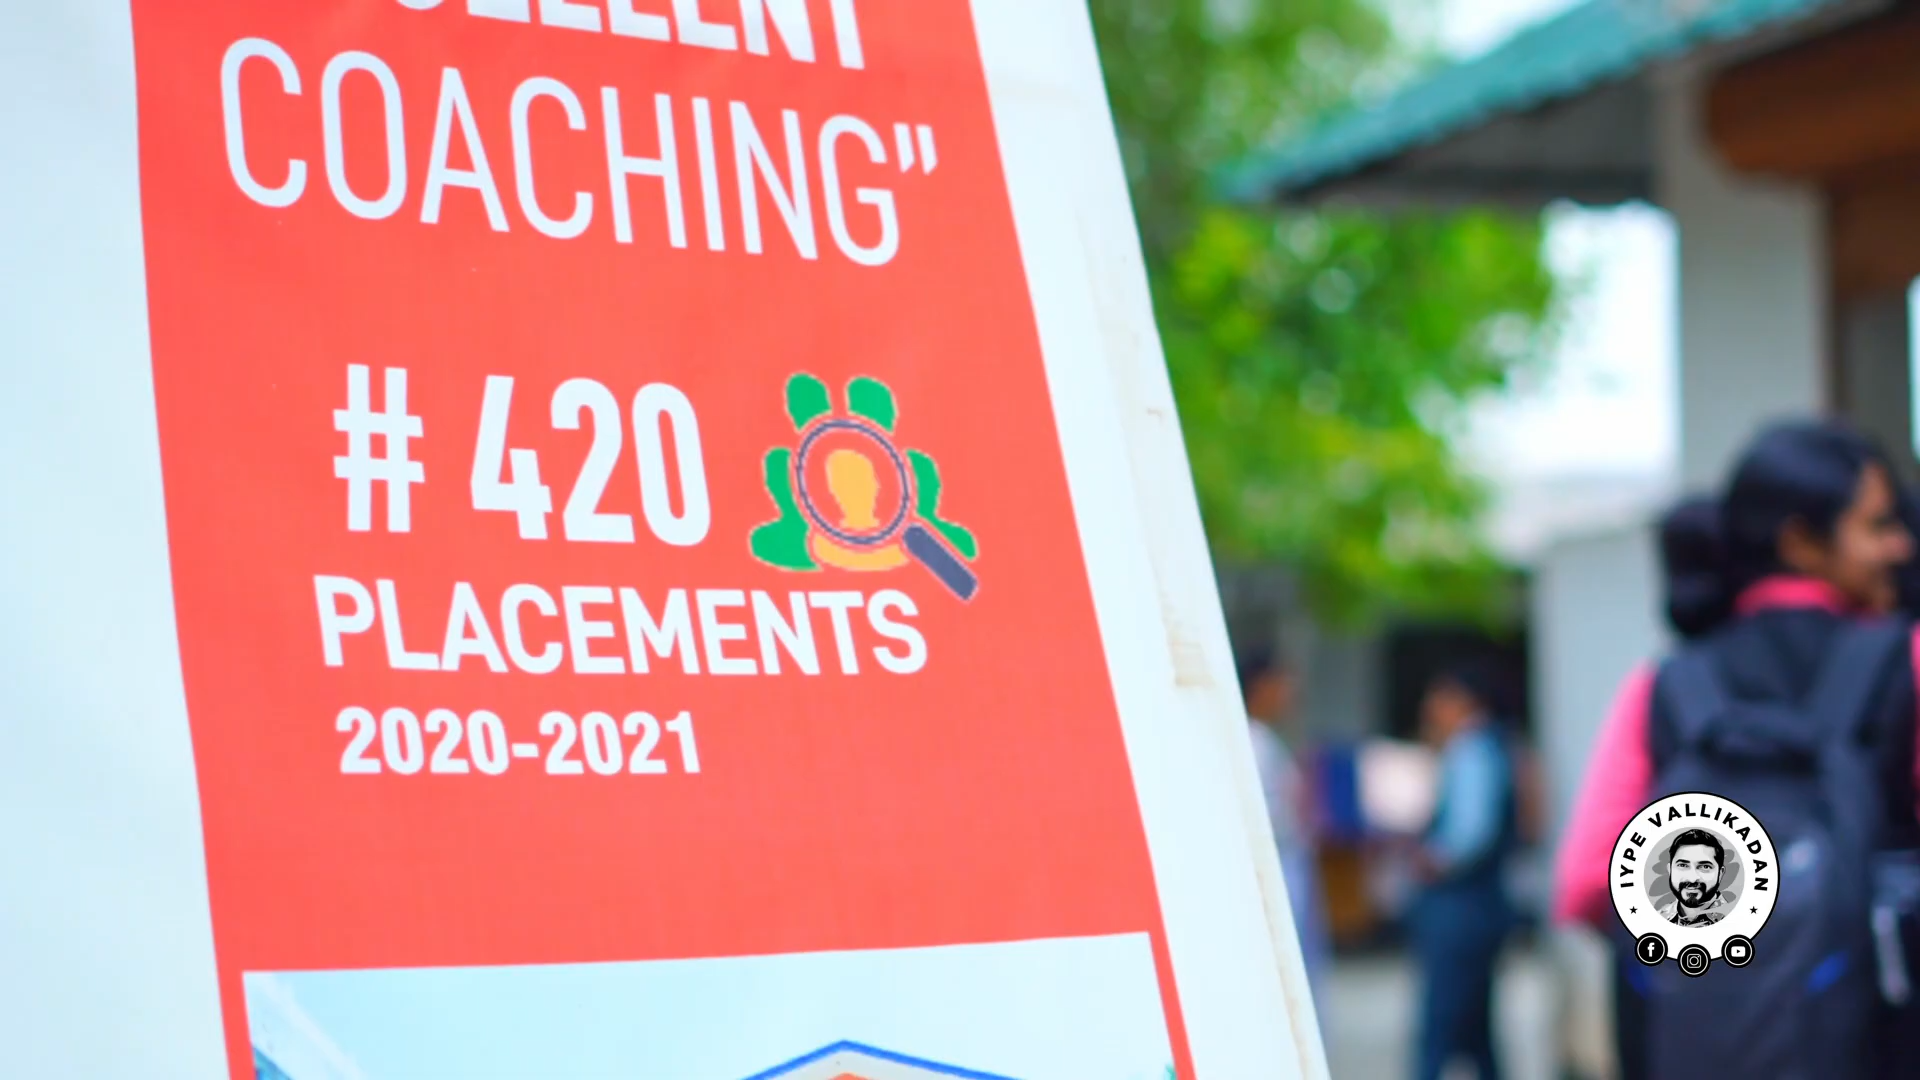 COACHING"
# 420
PLACEMENTS
2020-2021
IYPE VALLIKADAN